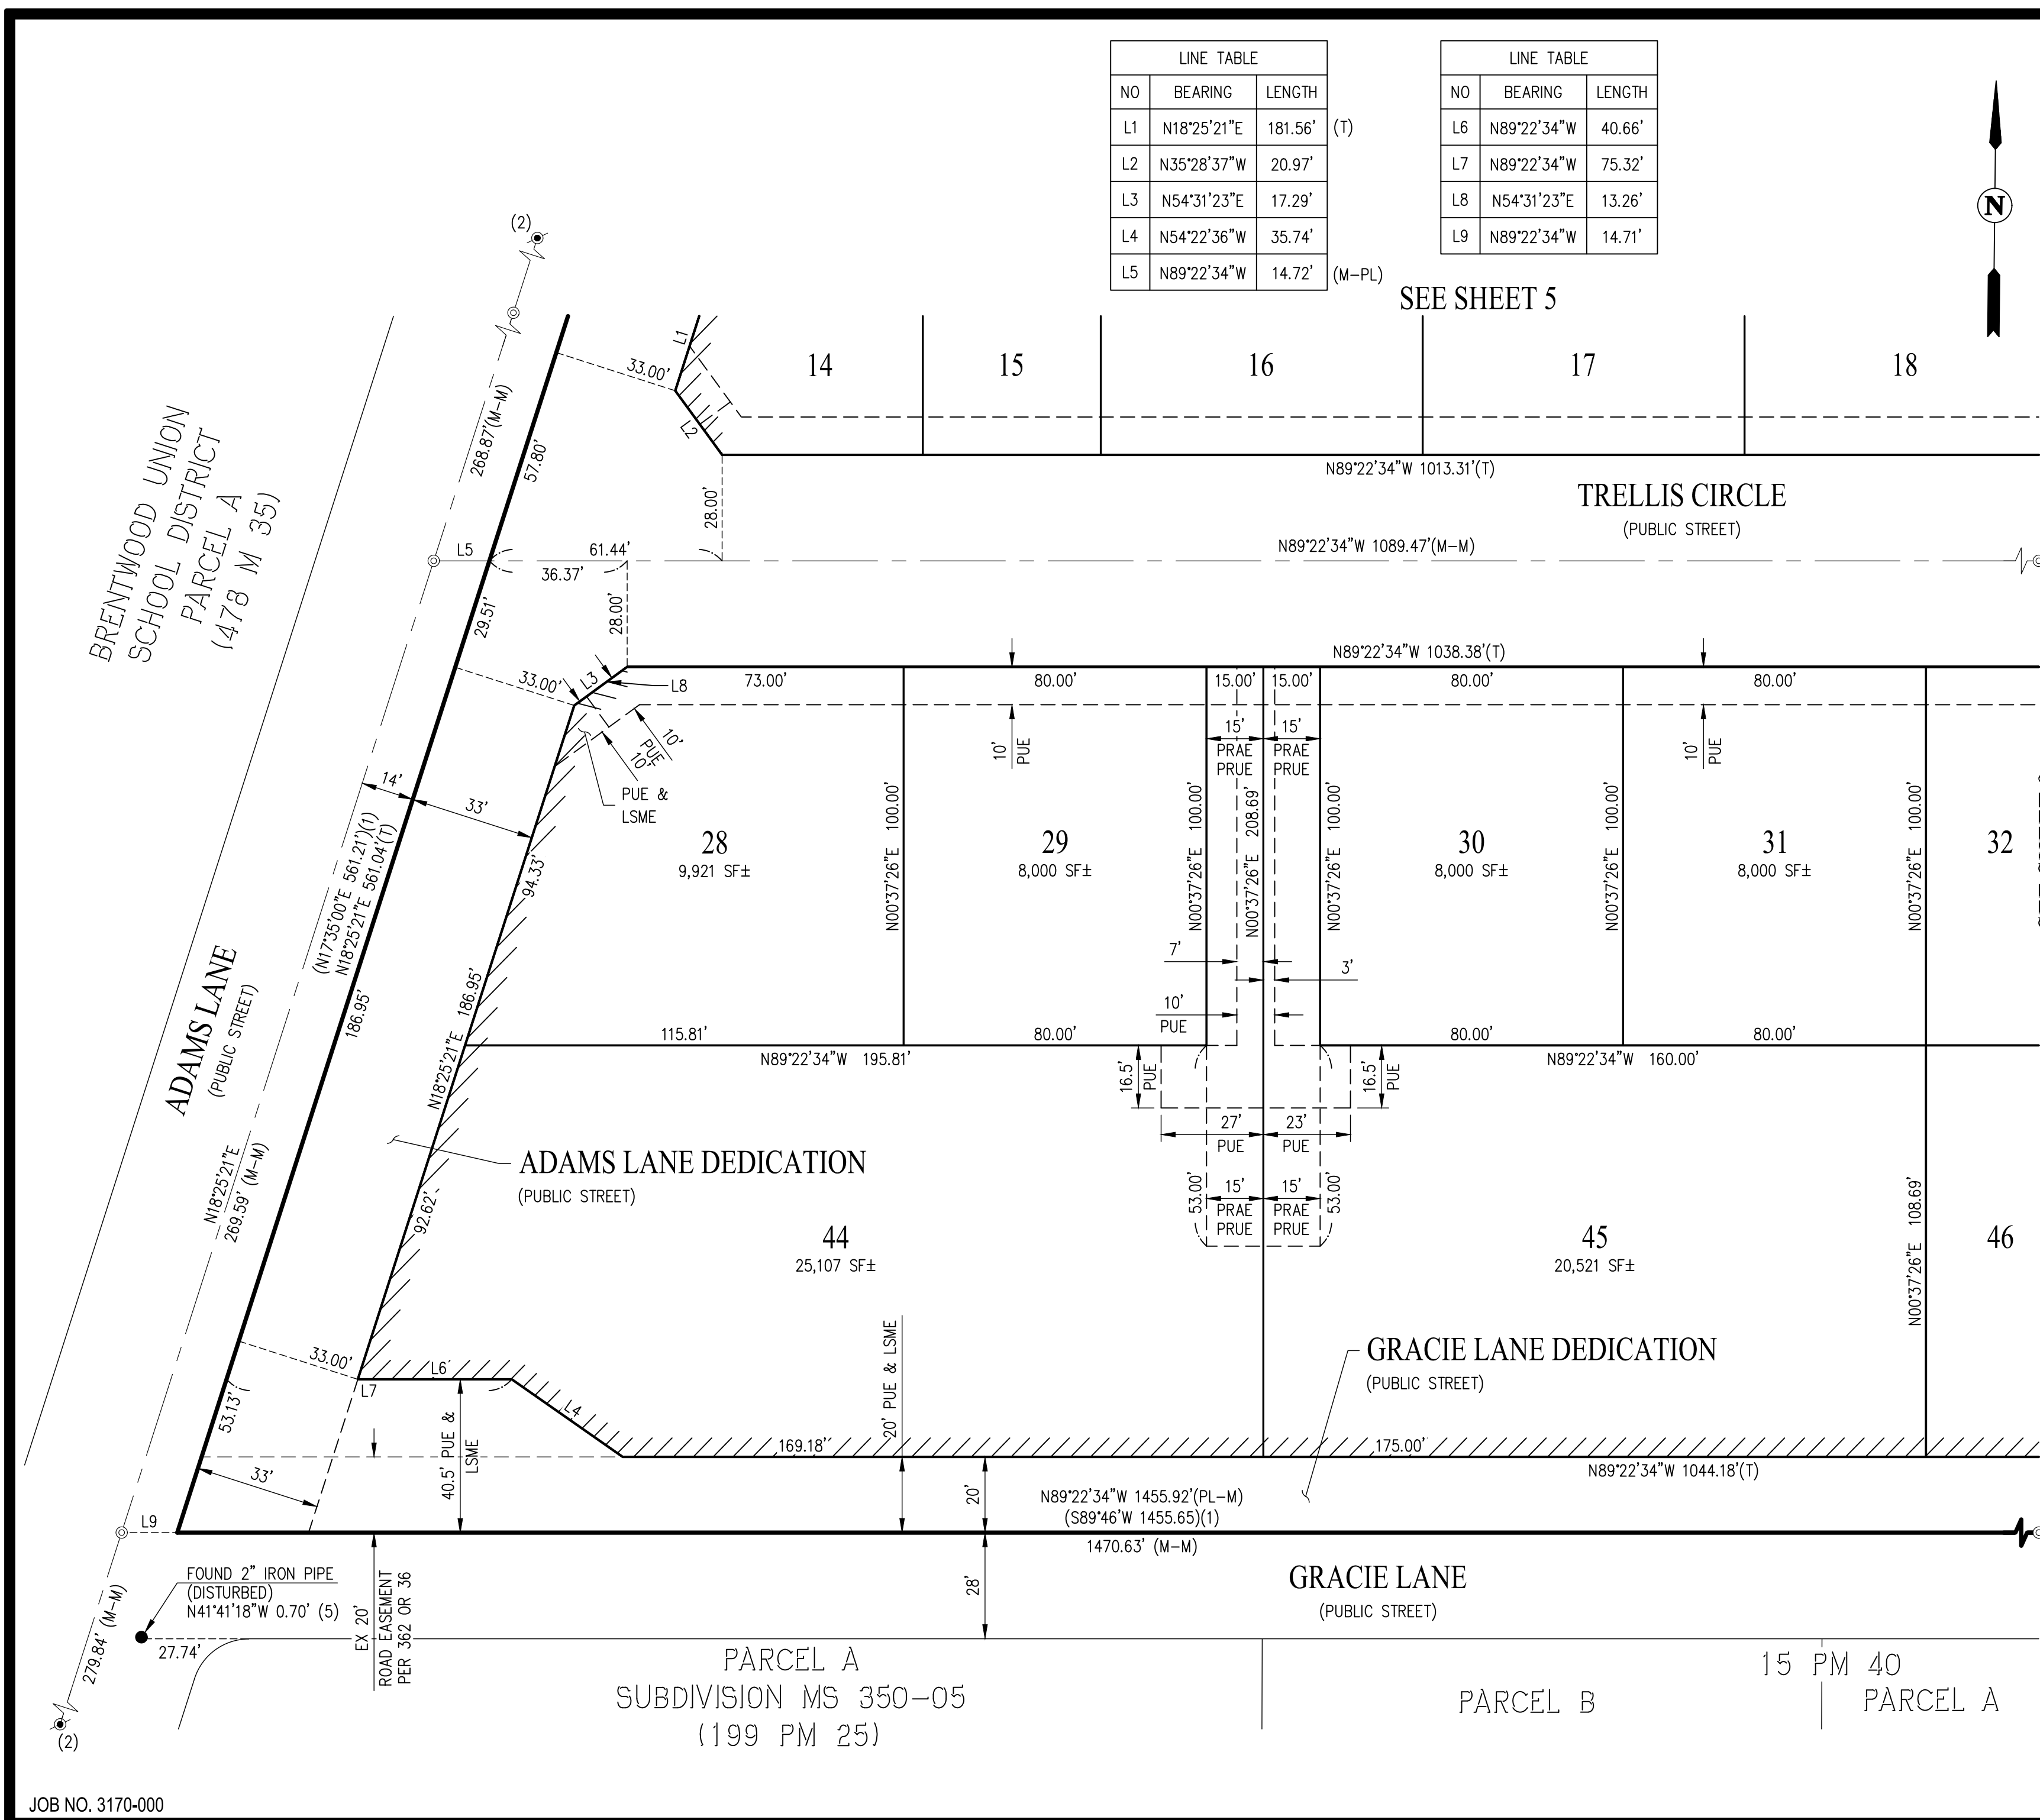 LINE TABLE
NO BEARING LENGTH
L1 N18°25'21"E 181.56' (T)
L2 N35°28'37"W 20.97'
L3 N54°31'23"E 17.29'
L4 N54°22'36"W 35.74'
L5 N89°22'34"W 14.72' (M-PL)
LINE TABLE
NO BEARING LENGTH
L6 N89°22'34"W 40.66'
L7 N89°22'34"W 75.32'
L8 N54°31'23"E 13.26'
L9 N89°22'34"W 14.71'
N
SEE SHEET 5
(2)
L1
33.00'
L2
14
15
16
17
18
268.87'(M-M)
57.80'
N89°22'34"W 1013.31'(T)
TRELLIS CIRCLE
(PUBLIC STREET)
BRENTWOOD UNION
SCHOOL DISTRICT
PARCEL A
(478 M 35)
28.00'
L5
61.44'
36.37'
N89°22'34"W 1089.47'(M-M)
29.51'
28.00'
N89°22'34"W 1038.38'(T)
33.00'
L3
L8
73.00'
80.00'
15.00'
15.00'
80.00'
80.00'
10'
PUE
10'
PUE &
LSME
10'
PUE
15'
PRAE
PRUE
15'
PRAE
PRUE
10'
PUE
14'
33'
(N17°35'00"E 561.21')(1)
N18°25'21"E 561.04'(T)
94.33'
28
9,921 SF±
N00°37'26"E 100.00'
29
8,000 SF±
N00°37'26"E 100.00'
N00°37'26"E 208.69'
N00°37'26"E 100.00'
30
8,000 SF±
N00°37'26"E 100.00'
31
8,000 SF±
N00°37'26"E 100.00'
32
7'
3'
10'
PUE
ADAMS LANE
(PUBLIC STREET)
186.95'
N18°25'21"E 186.95'
115.81'
80.00'
80.00'
80.00'
N89°22'34"W 195.81'
N89°22'34"W 160.00'
16.5'
PUE
16.5'
PUE
27'
PUE
23'
PUE
N18°25'21"E
269.59' (M-M)
ADAMS LANE DEDICATION
(PUBLIC STREET)
92.62'
53.00'
15'
PRAE
PRUE
15'
PRAE
PRUE
53.00'
44
25,107 SF±
45
20,521 SF±
N00°37'26"E 108.69'
46
33.00'
L6
L7
L4
53.13'
20' PUE & LSME
GRACIE LANE DEDICATION
(PUBLIC STREET)
40.5' PUE &
LSME
169.18'
175.00'
N89°22'34"W 1044.18'(T)
33'
20'
N89°22'34"W 1455.92'(PL-M)
(S89°46'W 1455.65)(1)
L9
1470.63' (M-M)
FOUND 2" IRON PIPE
(DISTURBED)
N41°41'18"W 0.70' (5)
EX 20'
ROAD EASEMENT
PER 362 OR 36
28'
GRACIE LANE
(PUBLIC STREET)
279.84' (M-M)
27.74'
(2)
PARCEL A
SUBDIVISION MS 350-05
(199 PM 25)
PARCEL B
15 PM 40
PARCEL A
JOB NO. 3170-000